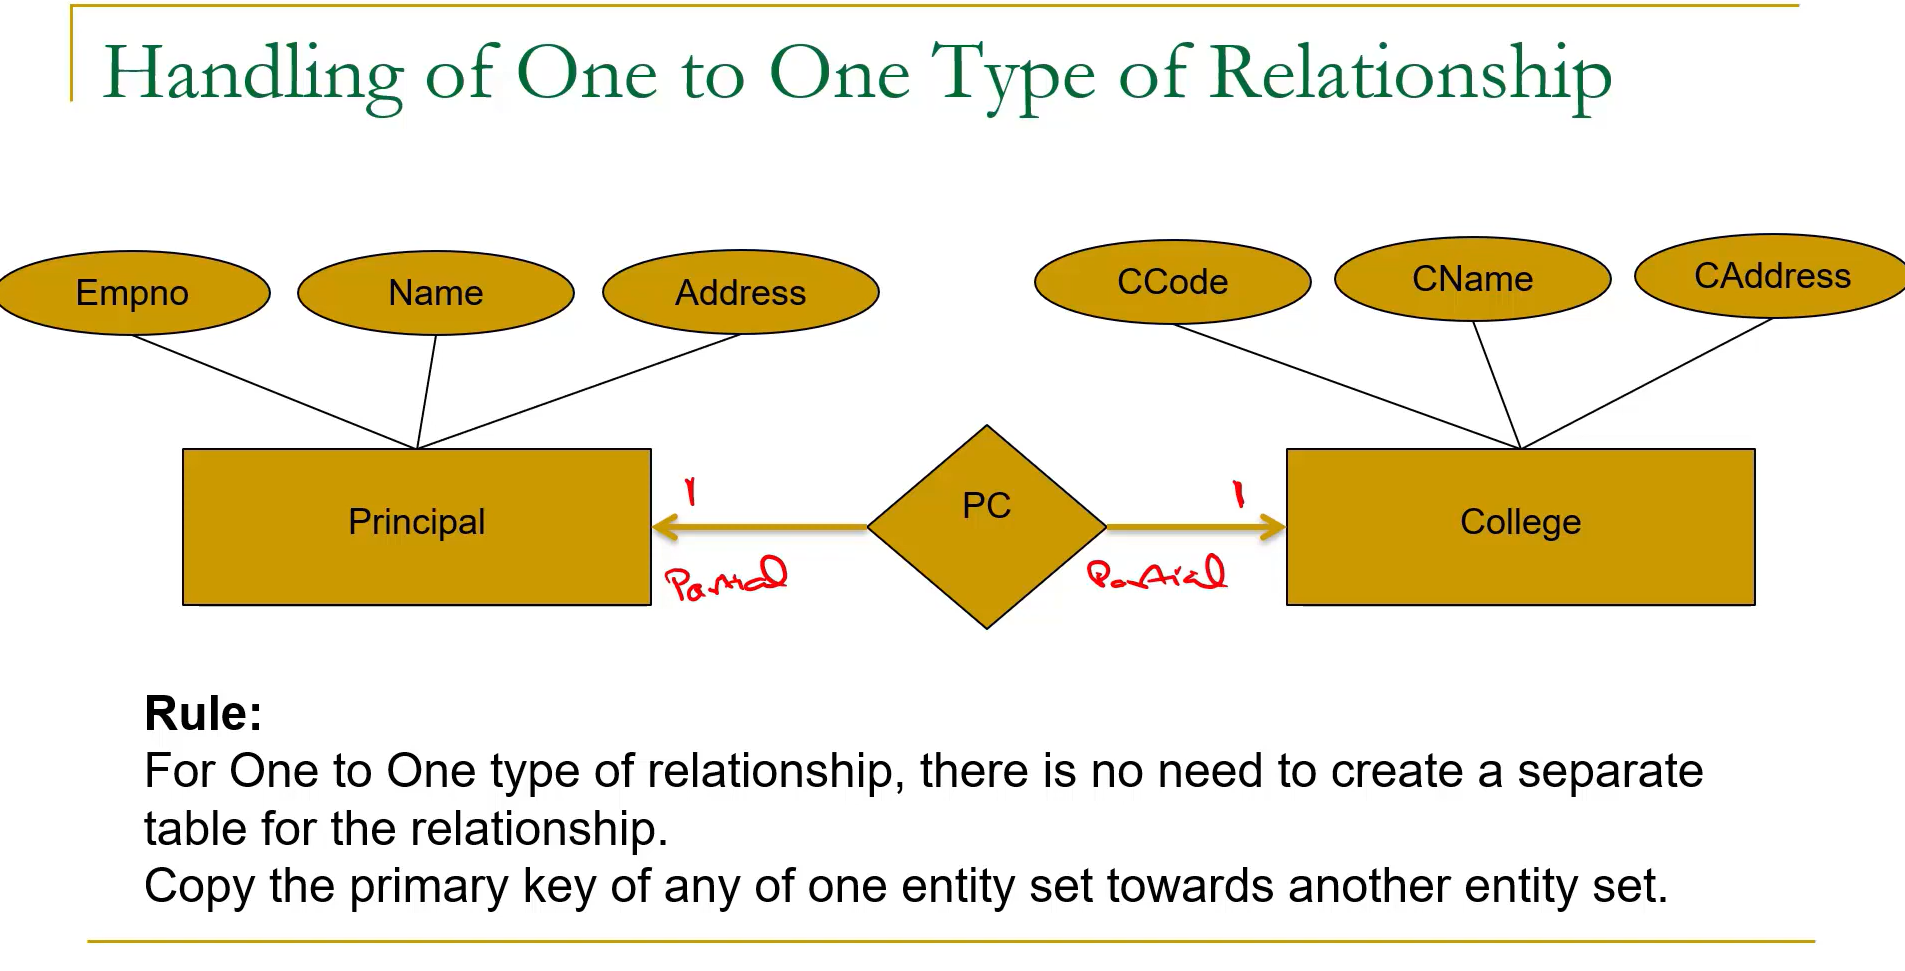 Handling of One to One Type of Relationship
Empno Name Address CCode CName CAddress
1 1
Principal PC College
Partial Partial
Rule:
For One to One type of relationship, there is no need to create a separate
table for the relationship.
Copy the primary key of any of one entity set towards another entity set.